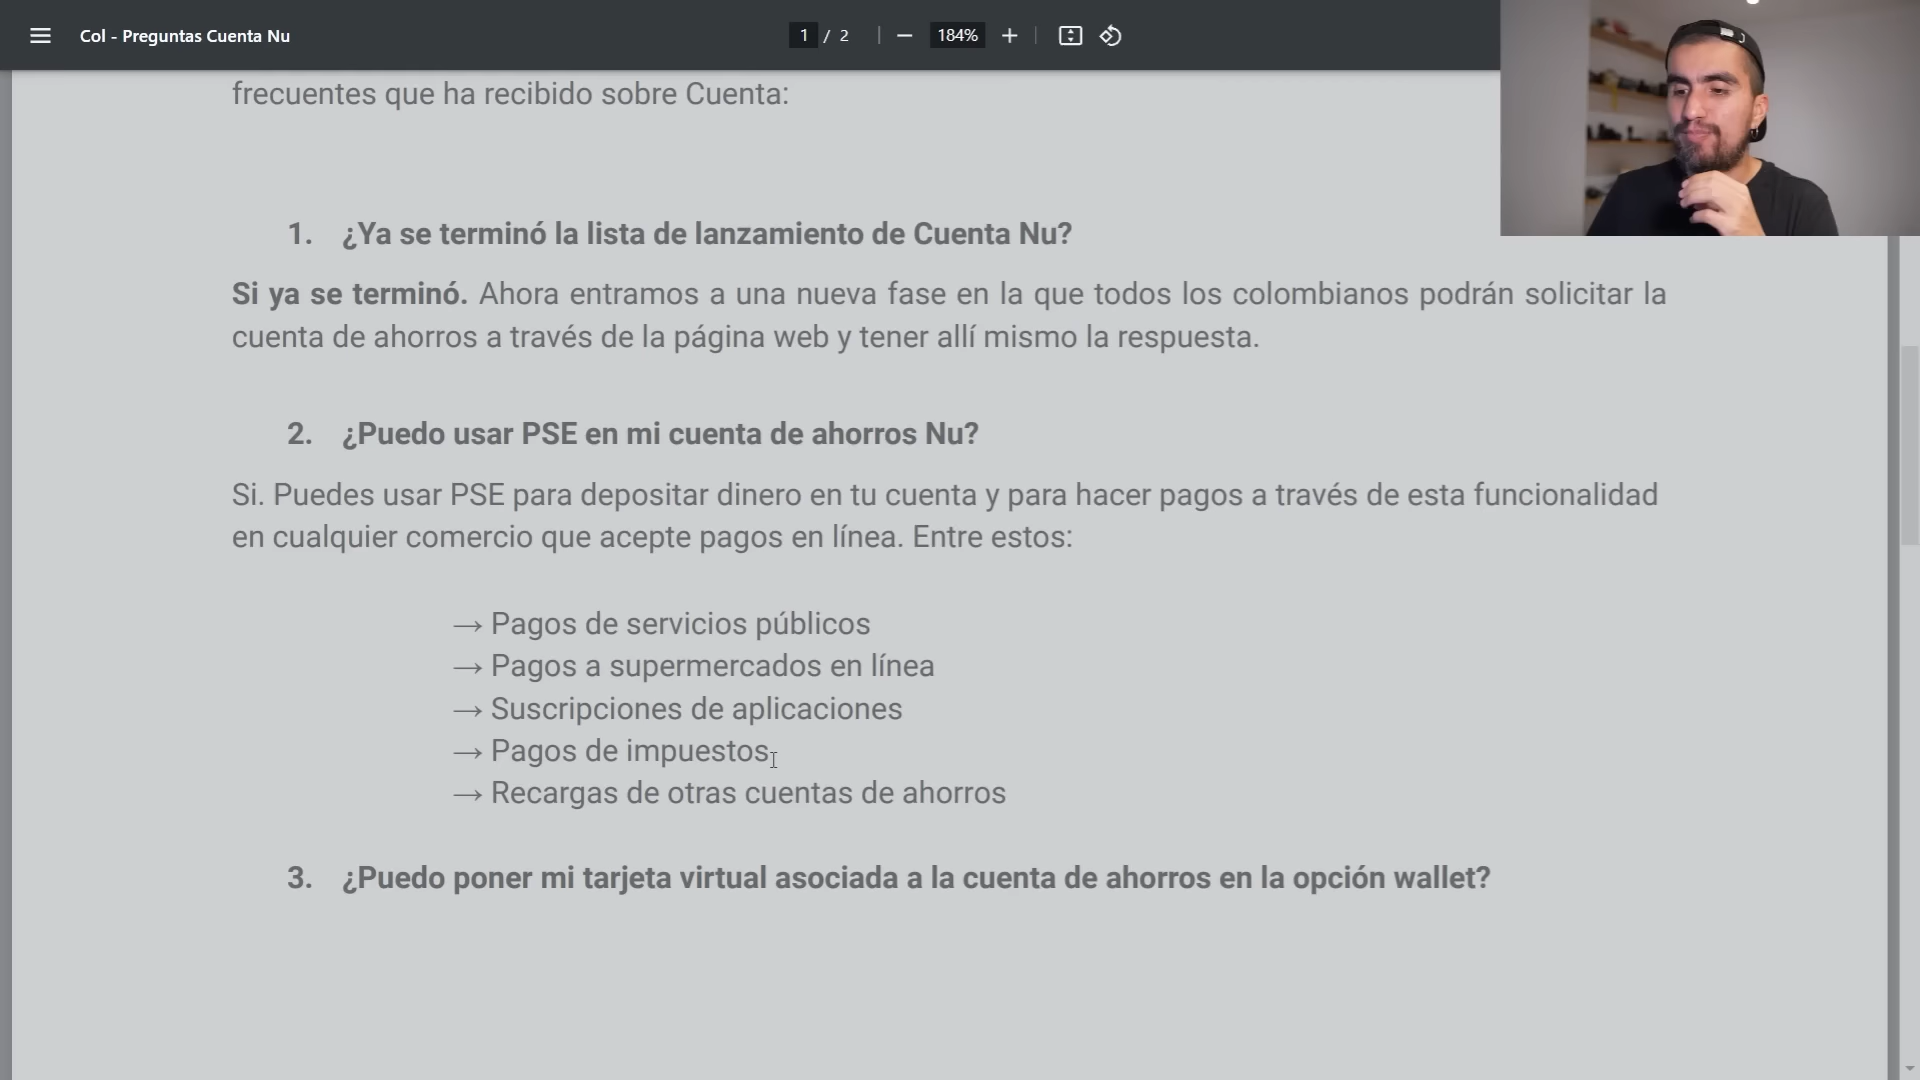 Col - Preguntas Cuenta Nu
1 / 2
184%
frecuentes que ha recibido sobre Cuenta:
1. ¿Ya se terminó la lista de lanzamiento de Cuenta Nu?
Si ya se terminó. Ahora entramos a una nueva fase en la que todos los colombianos podrán solicitar la
cuenta de ahorros a través de la página web y tener allí mismo la respuesta.
2. ¿Puedo usar PSE en mi cuenta de ahorros Nu?
Si. Puedes usar PSE para depositar dinero en tu cuenta y para hacer pagos a través de esta funcionalidad
en cualquier comercio que acepte pagos en línea. Entre estos:
→ Pagos de servicios públicos
→ Pagos a supermercados en línea
→ Suscripciones de aplicaciones
→ Pagos de impuestos
→ Recargas de otras cuentas de ahorros
3. ¿Puedo poner mi tarjeta virtual asociada a la cuenta de ahorros en la opción wallet?